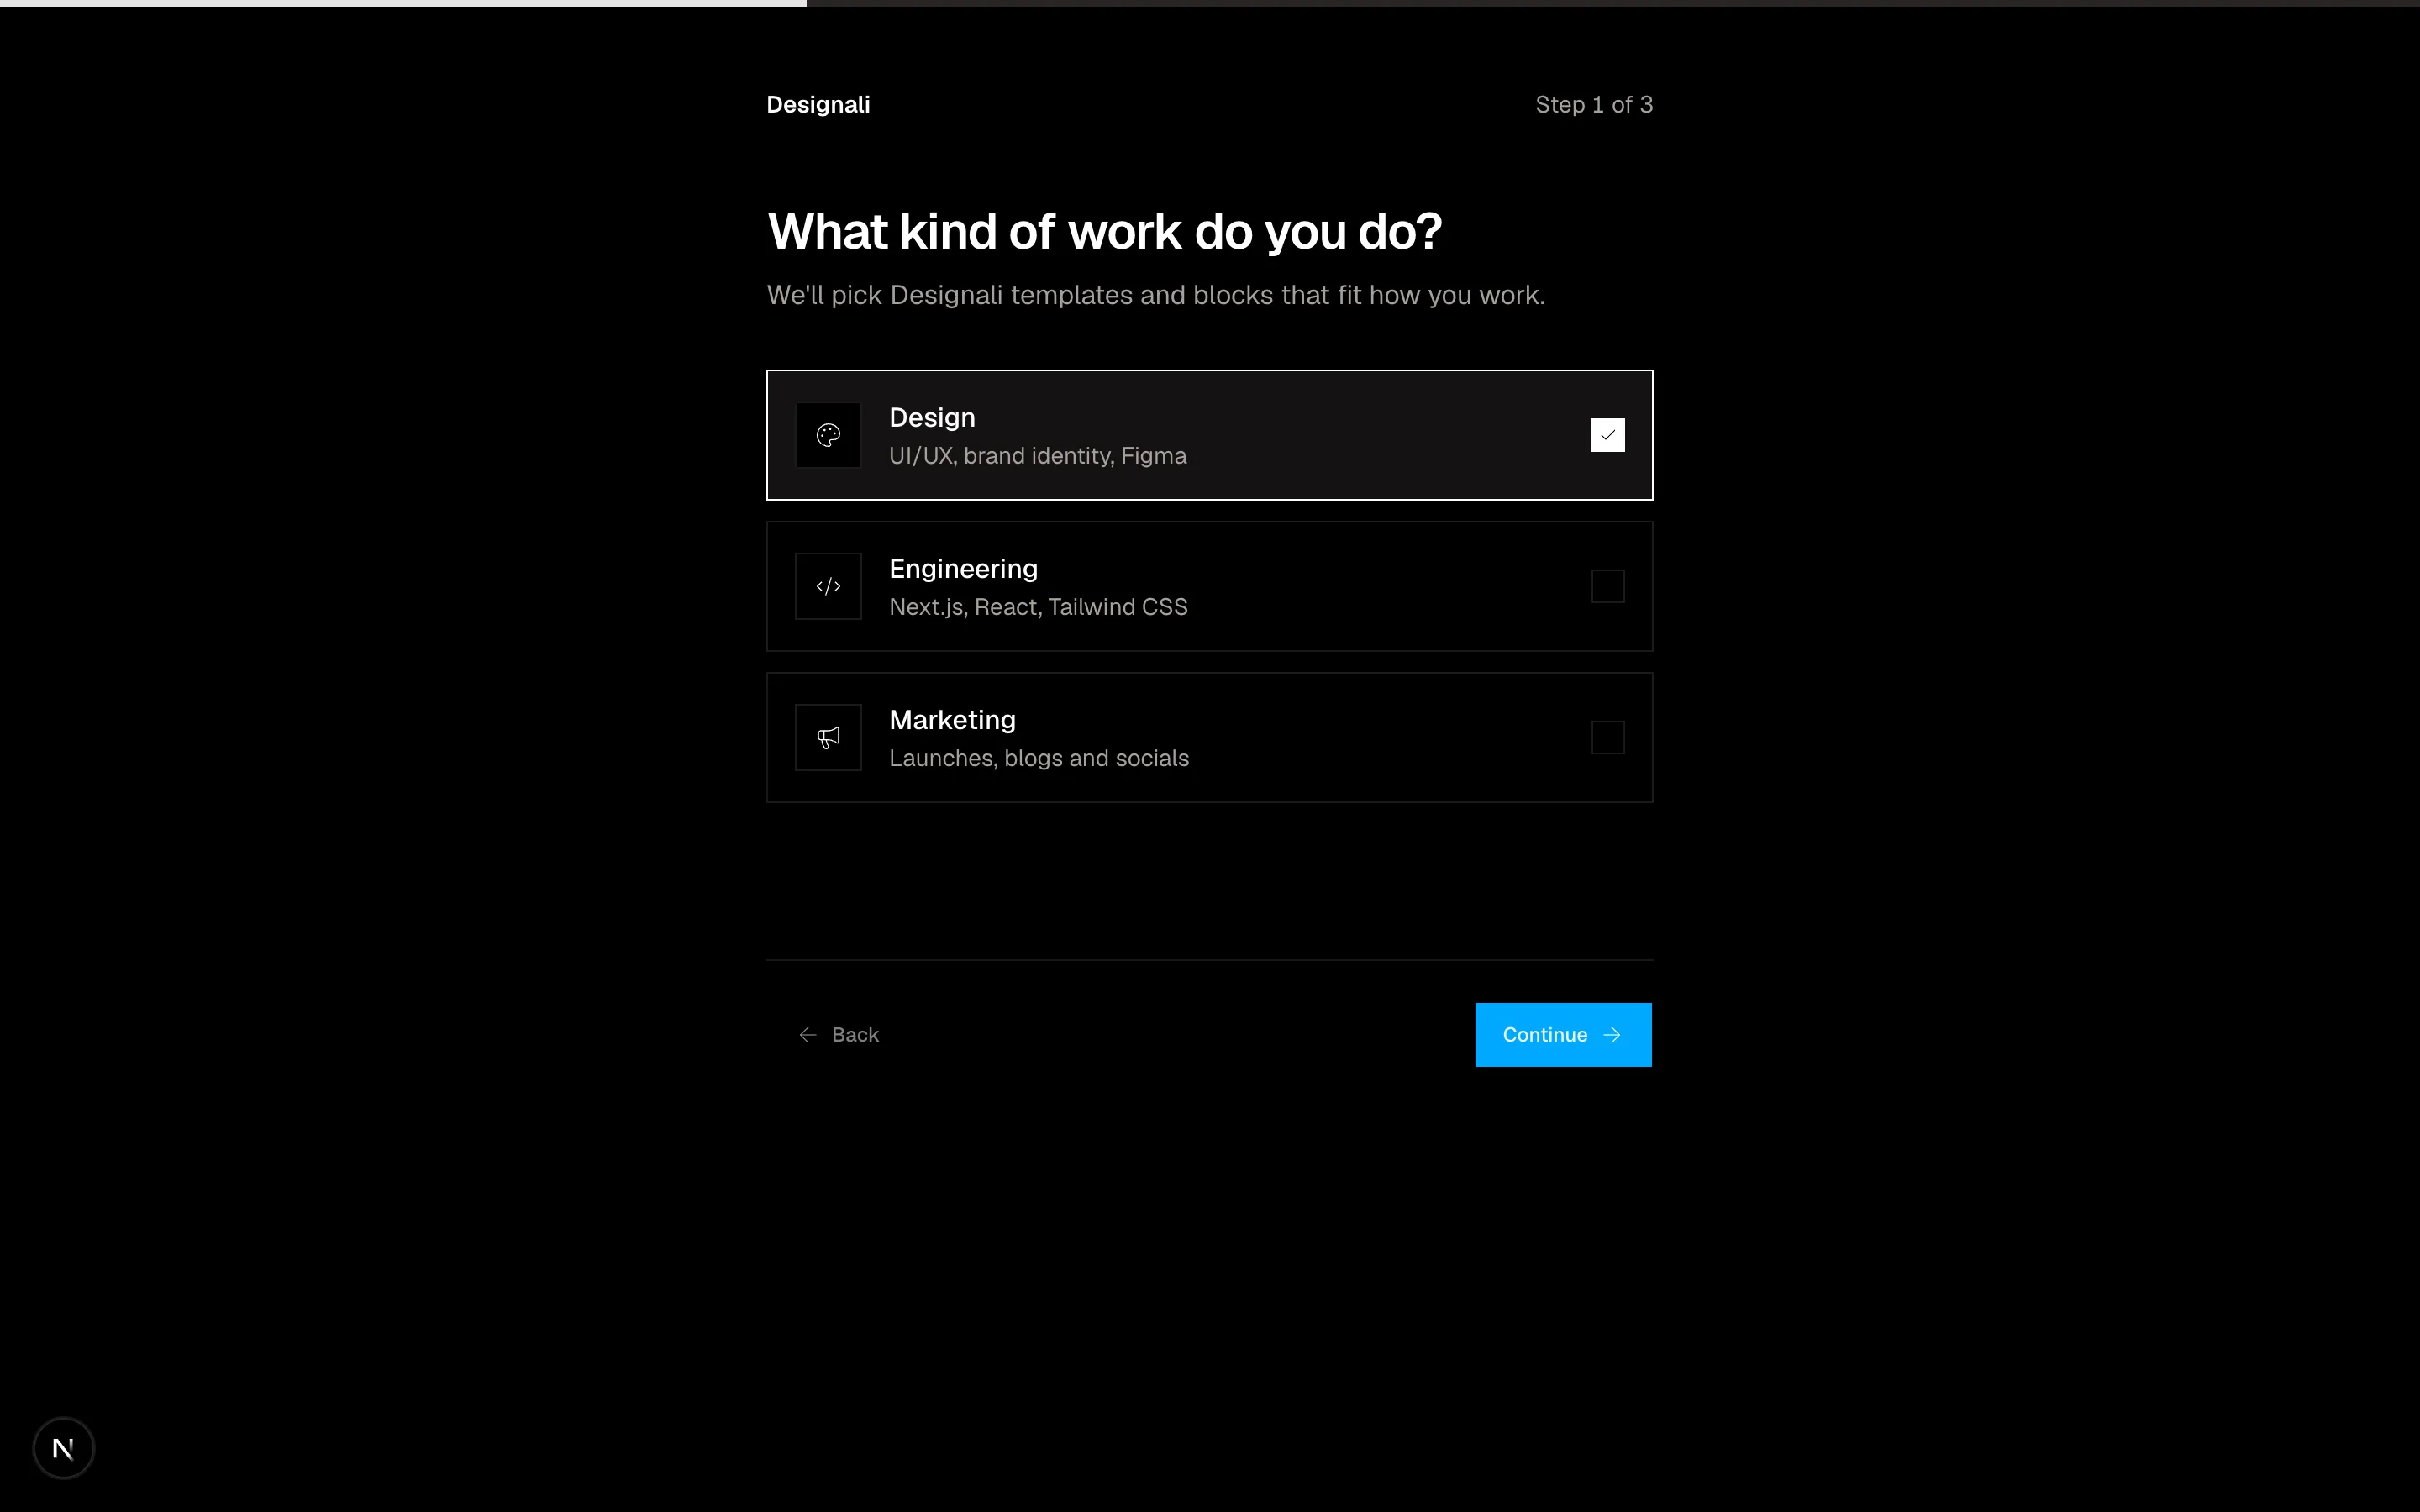 Designali
Step 1 of 3
What kind of work do you do?
We'll pick Designali templates and blocks that fit how you work.
Design
UI/UX, brand identity, Figma
Engineering
Next.js, React, Tailwind CSS
Marketing
Launches, blogs and socials
Back
Continue
N